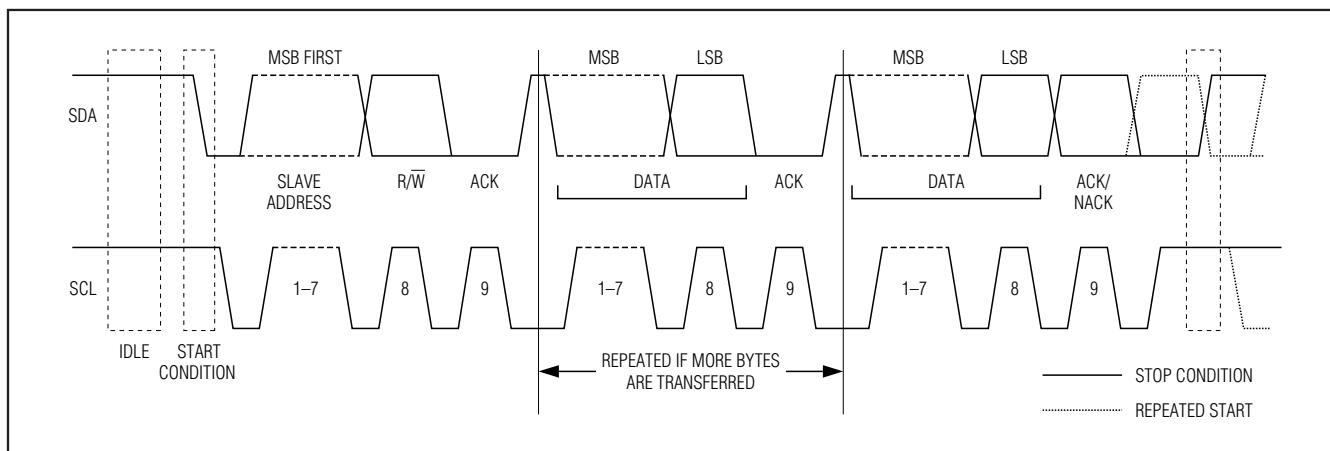 MSB FIRST
MSB
LSB
MSB
LSB
SDA
SLAVE
ADDRESS
R/W̅
ACK
DATA
ACK
DATA
ACK/
NACK
SCL
1–7
8
9
1–7
8
9
1–7
8
9
IDLE
START
CONDITION
REPEATED IF MORE BYTES
ARE TRANSFERRED
STOP CONDITION
REPEATED START